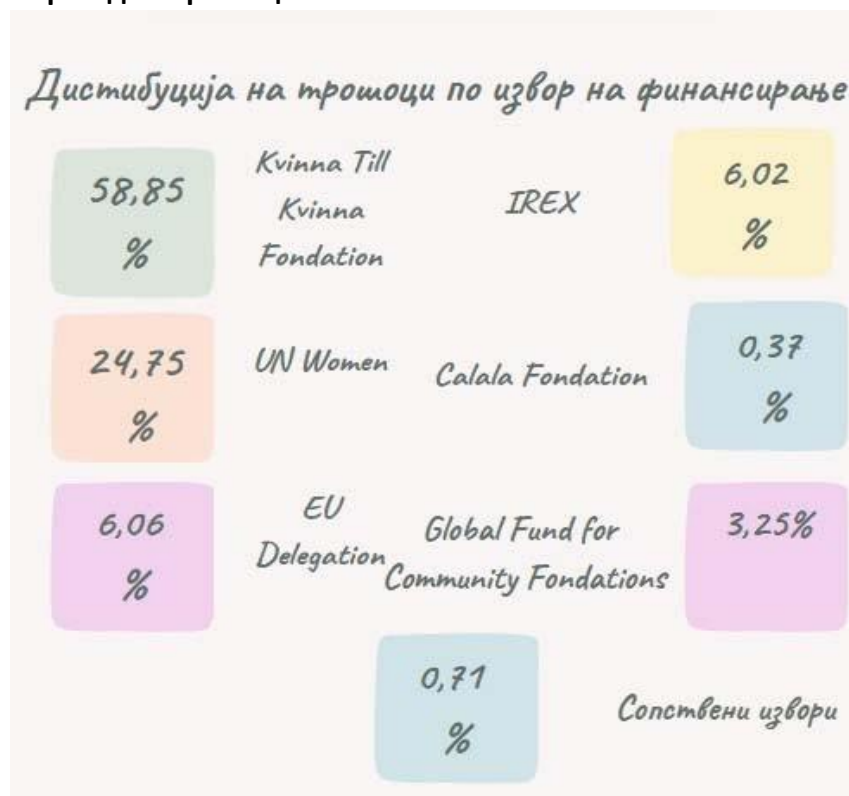 Дистибуција на трошоци по извор на финансирање
58,85
%
Kvinna Till
Kvinna
Fondation
IREX
6,02
%
24,75
%
UN Women
Calala Fondation
0,37
%
6,06
%
EU
Delegation
Global Fund for
Community Fondations
3,25%
0,71
%
Сопствени извори